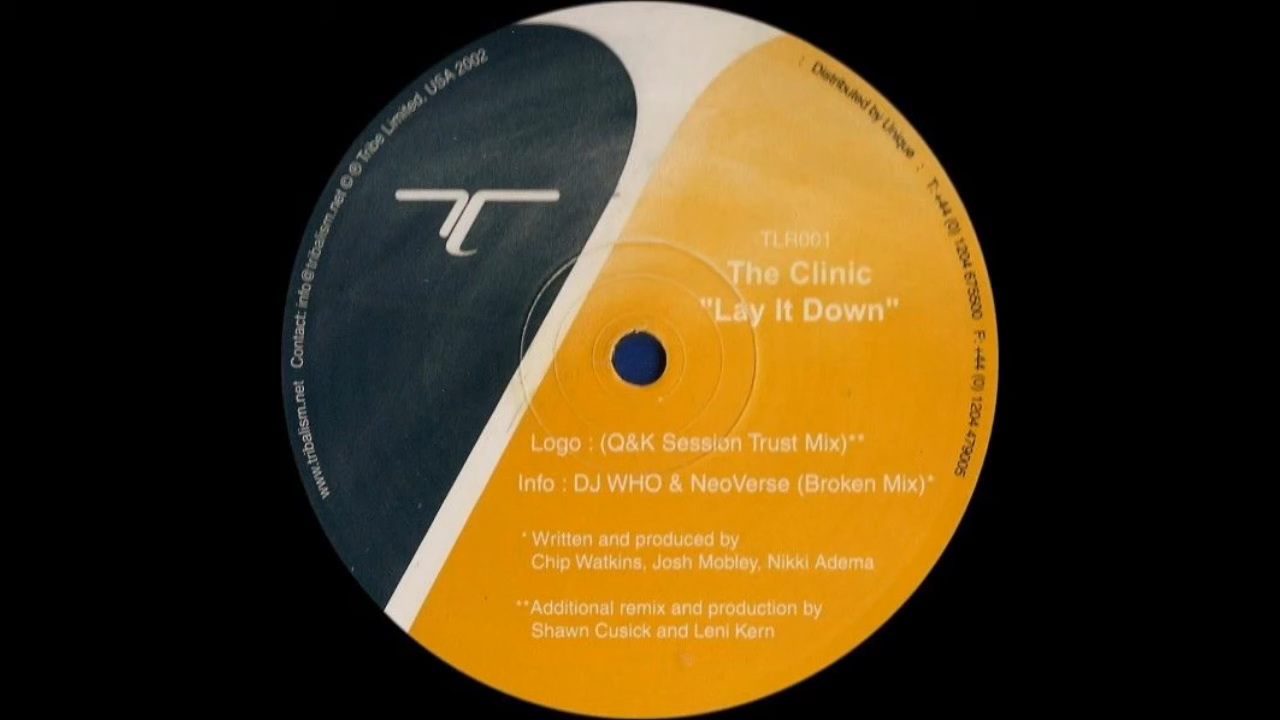 www.tribalism.net Contact: info@tribalism.net © ℗ Tribe Limited, USA 2002
: Distributed by Unique : T: +44 (0) 1204 675500 F: +44 (0) 1204 479005
TLR001
The Clinic
"Lay It Down"
Logo : (Q&K Session Trust Mix)**
Info : DJ WHO & NeoVerse (Broken Mix)*
* Written and produced by
Chip Watkins, Josh Mobley, Nikki Adema
**Additional remix and production by
Shawn Cusick and Leni Kern